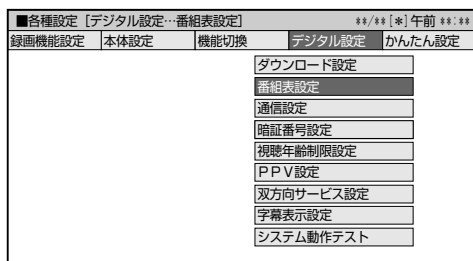 ■各種設定［デジタル設定…番組表設定］ **/**[*]午前**:**
録画機能設定 本体設定 機能切換 デジタル設定 かんたん設定
ダウンロード設定
番組表設定
通信設定
暗証番号設定
視聴年齢制限設定
ＰＰＶ設定
双方向サービス設定
字幕表示設定
システム動作テスト